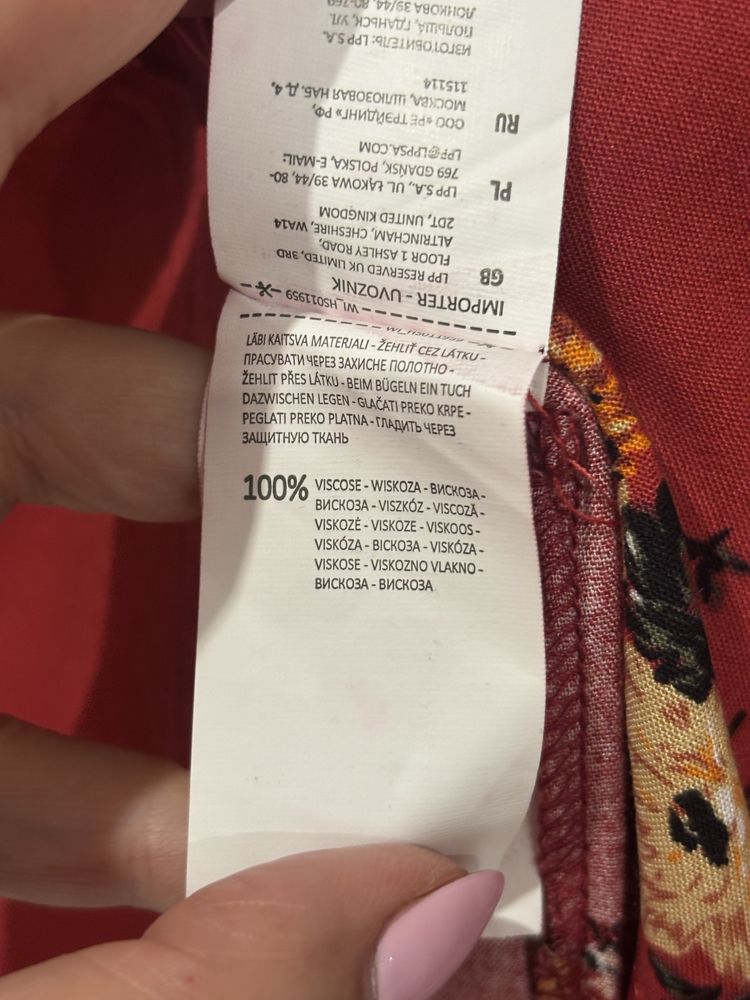 LÄBI KAITSVA MATERJALI - ŽEHLIŤ CEZ LÁTKU -
ПРАСУВАТИ ЧЕРЕЗ ЗАХИСНЕ ПОЛОТНО -
ŽEHLIT PŘES LÁTKU - BEIM BÜGELN EIN TUCH
DAZWISCHEN LEGEN - GLAČATI PREKO KRPE -
PEGLATI PREKO PLATNA - ГЛАДИТЬ ЧЕРЕЗ
ЗАЩИТНУЮ ТКАНЬ
100% VISCOSE - WISKOZA - ВИСКОЗА -
ВИСКОЗА - VISZKÓZ - VISCOZĂ -
VISKOZĖ - VISKOZE - VISKOOS -
VISKÓZA - ВІСКОЗА - VISKÓZA -
VISKOSE - VISKOZNO VLAKNO -
ВИСКОЗА - ВИСКОЗА
WI_HS011959
IMPORTER - UVOZNIK
GB LPP RESERVED UK LIMITED, 3RD
FLOOR 1 ASHLEY ROAD,
ALTRINCHAM, CHESHIRE, WA14
2DT, UNITED KINGDOM
PL LPP S.A., UL. ŁĄKOWA 39/44, 80-
769 GDAŃSK, POLSKA, E-MAIL:
LPP@LPPSA.COM
RU ООО «РЕ ТРЭЙДИНГ» РФ,
МОСКВА, ШЛЮЗОВАЯ НАБ. Д. 4,
115114
ИЗГОТОВИТЕЛЬ: LPP S.A.
ПОЛЬША, ГДАНЬСК, УЛ.
ЛОНКОВА 39/44, 80-769